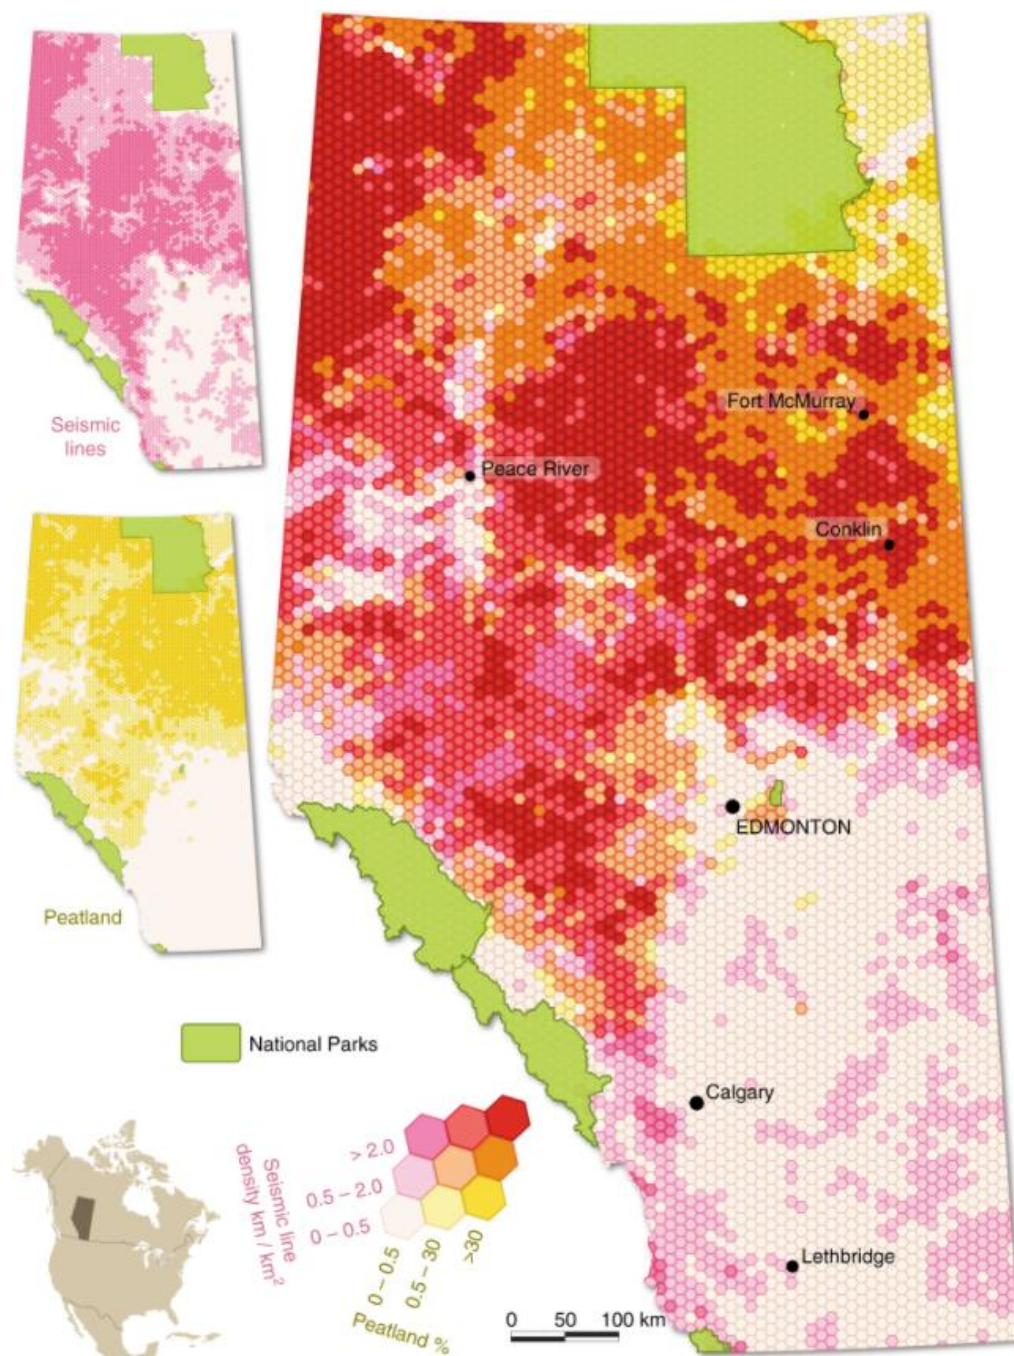 Seismic
lines
Peatland
National Parks
Fort McMurray
Peace River
Conklin
EDMONTON
Calgary
Lethbridge
Seismic line
density km / km²
> 2.0
0.5 – 2.0
0 – 0.5
0 – 0.5
0.5 – 30
>30
Peatland %
0 50 100 km